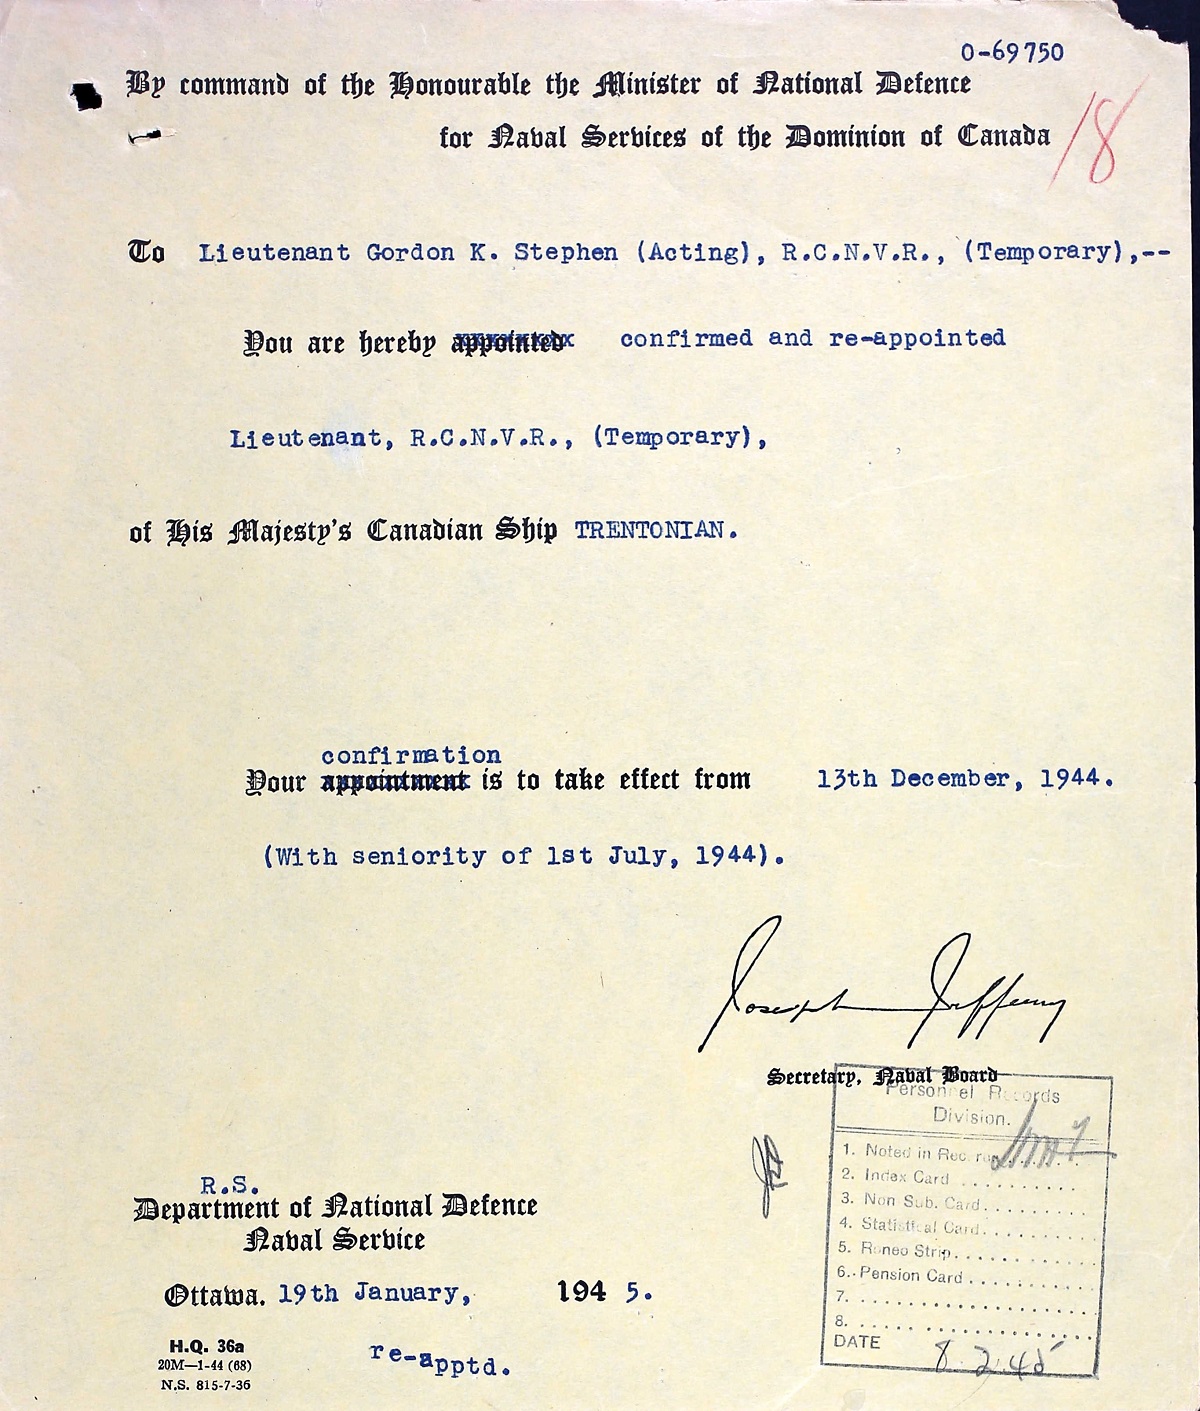 O-69750
By command of the Honourable the Minister of National Defence
for Naval Services of the Dominion of Canada
18
To Lieutenant Gordon K. Stephen (Acting), R.C.N.V.R., (Temporary),--
You are hereby appointed confirmed and re-appointed
Lieutenant, R.C.N.V.R., (Temporary),
of His Majesty's Canadian Ship TRENTONIAN.
confirmation
Your appointment is to take effect from 13th December, 1944.
(With seniority of 1st July, 1944).
Joseph Jeffery
Secretary, Naval Board
Personnel Records
Division.
1. Noted in Records
2. Index Card ..........
3. Non Sub. Card.........
4. Statistical Card..........
5. Roneo Strip............
6. Pension Card ...........
7. ....................
8. ....................
DATE 8.2.45
R.S.
Department of National Defence
Naval Service
Ottawa. 19th January, 194 5.
H.Q. 36a
20M—1-44 (68)
N.S. 815-7-36
re-apptd.